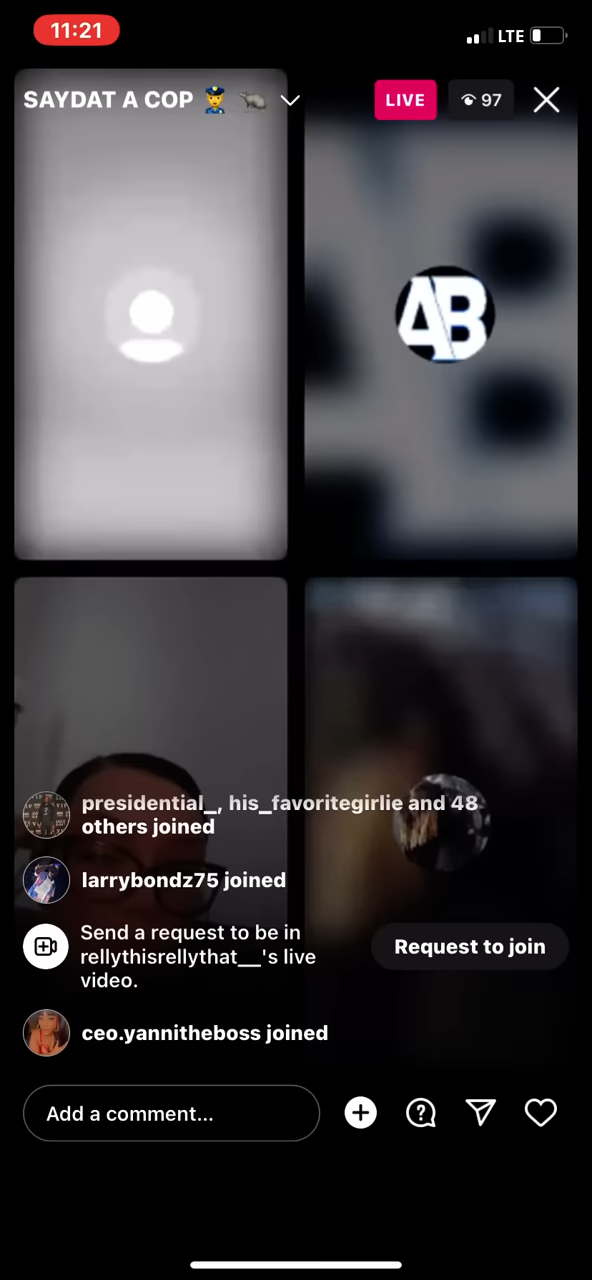 11:21
LTE
SAYDAT A COP 👮 🐀
LIVE
97
AB
presidential_, his_favoritegirlie and 48
others joined
larrybondz75 joined
Send a request to be in
rellythisrellythat__'s live
video.
Request to join
ceo.yannitheboss joined
Add a comment...